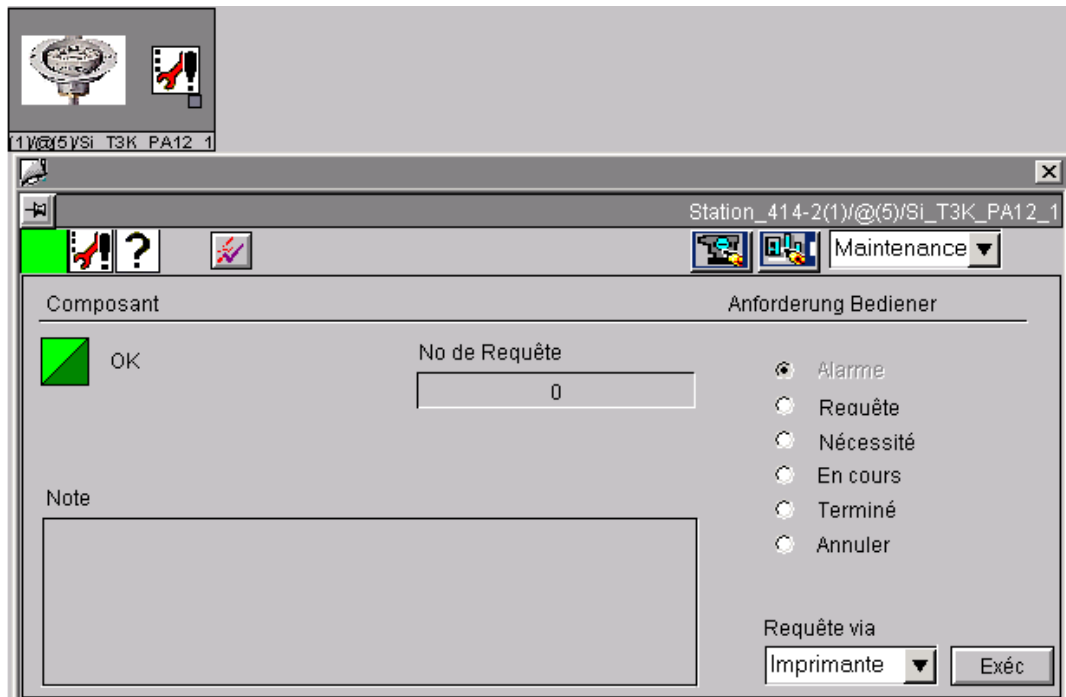 (1)/@(5)/Si_T3K_PA12_1
Station_414-2(1)/@(5)/Si_T3K_PA12_1
?
Maintenance
Composant
Anforderung Bediener
OK
No de Requête
0
Alarme
Requête
Nécessité
En cours
Terminé
Annuler
Note
Requête via
Imprimante
Exéc